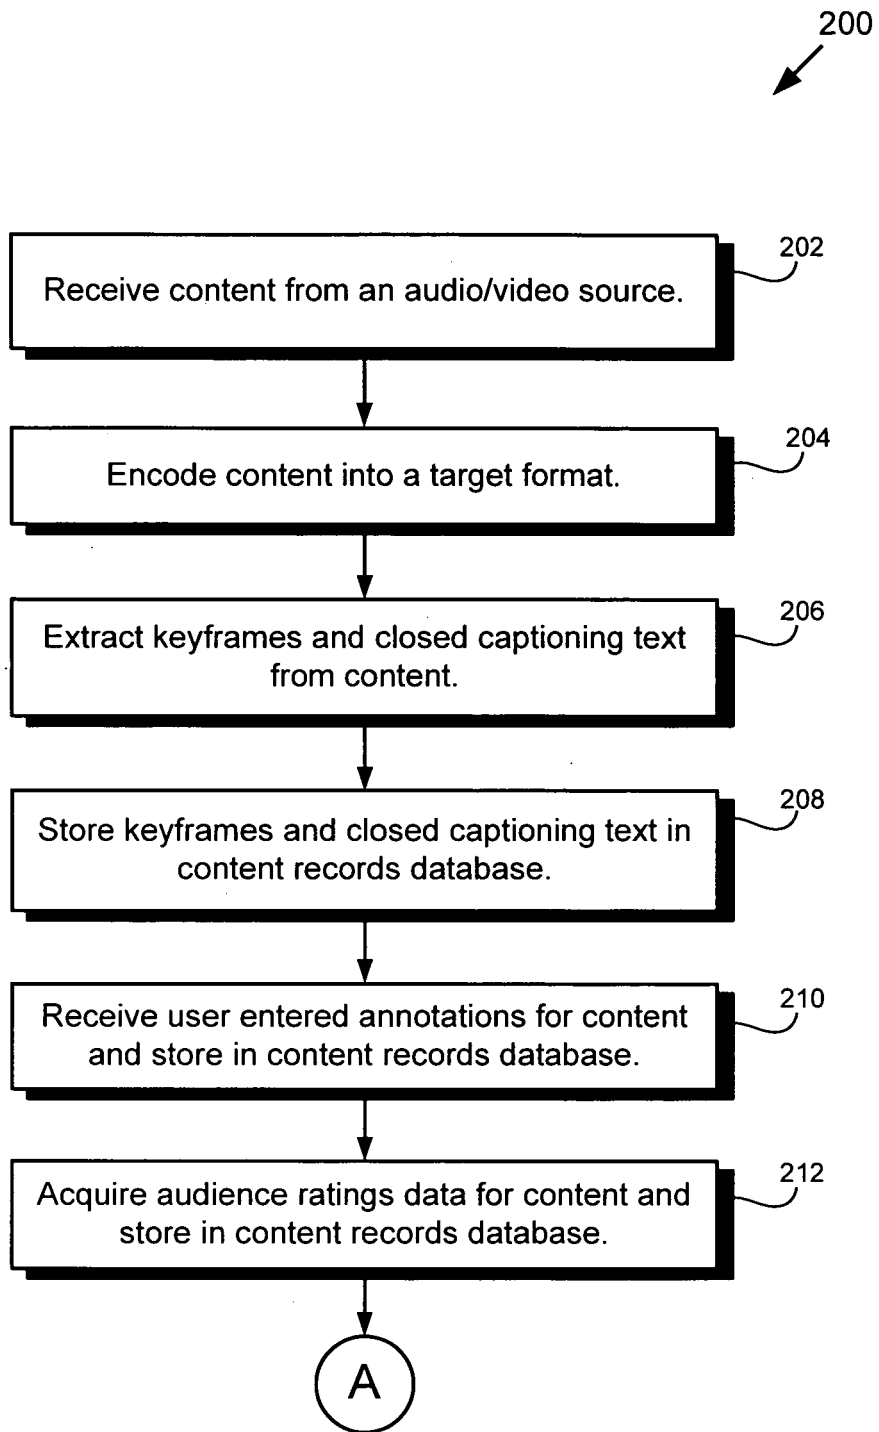 200
Receive content from an audio/video source.
202
Encode content into a target format.
204
Extract keyframes and closed captioning text
from content.
206
Store keyframes and closed captioning text in
content records database.
208
Receive user entered annotations for content
and store in content records database.
210
Acquire audience ratings data for content and
store in content records database.
212
A